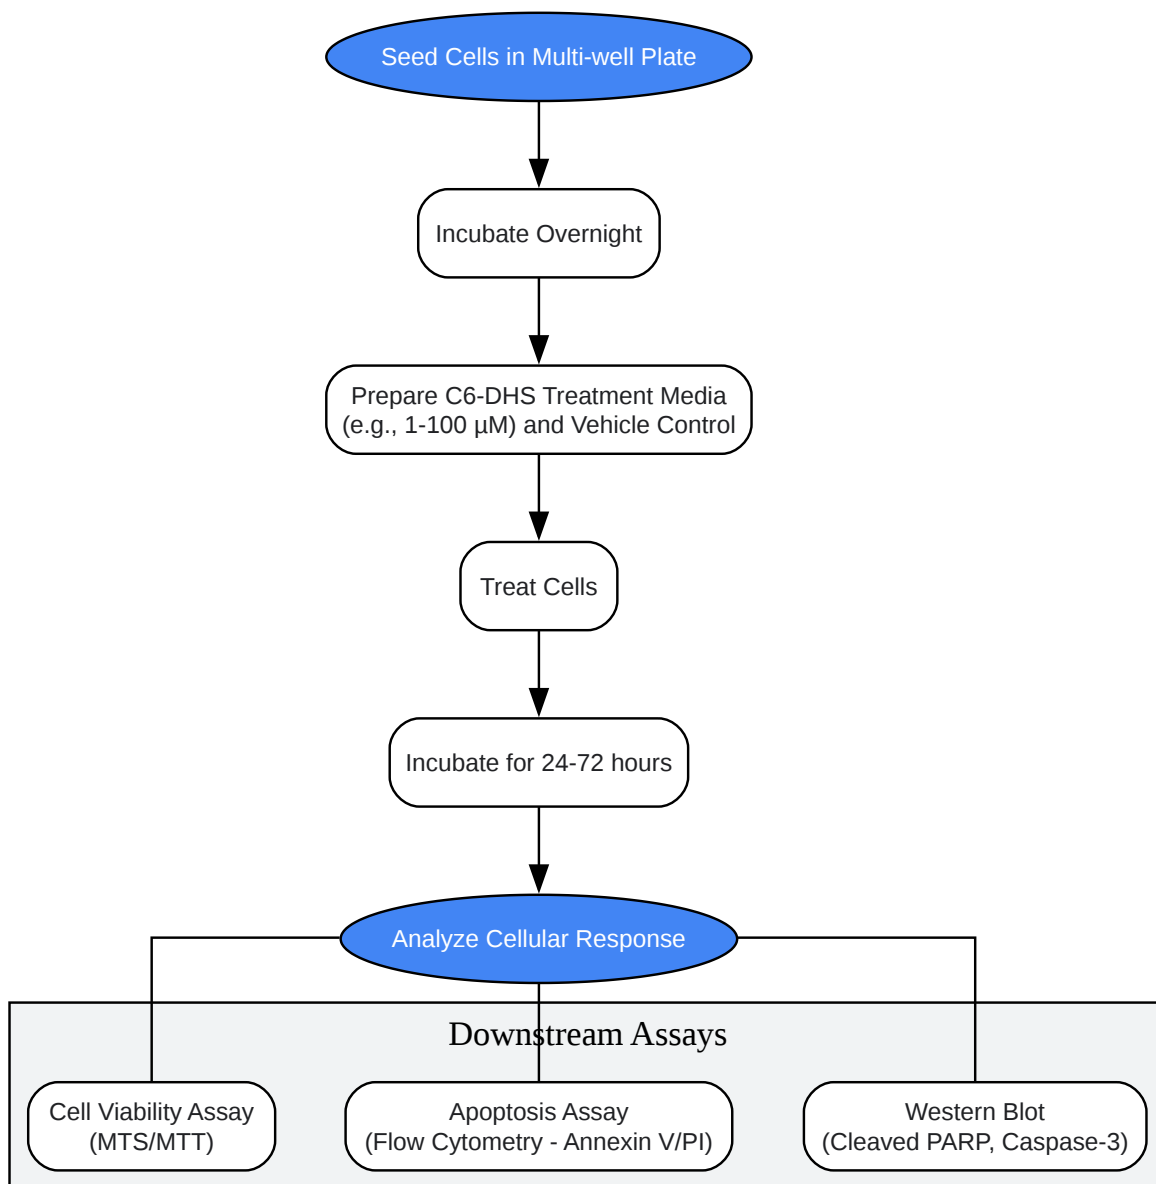 Seed Cells in Multi-well Plate
Incubate Overnight
Prepare C6-DHS Treatment Media
(e.g., 1-100 µM) and Vehicle Control
Treat Cells
Incubate for 24-72 hours
Analyze Cellular Response
Downstream Assays
Cell Viability Assay
(MTS/MTT)
Apoptosis Assay
(Flow Cytometry - Annexin V/PI)
Western Blot
(Cleaved PARP, Caspase-3)